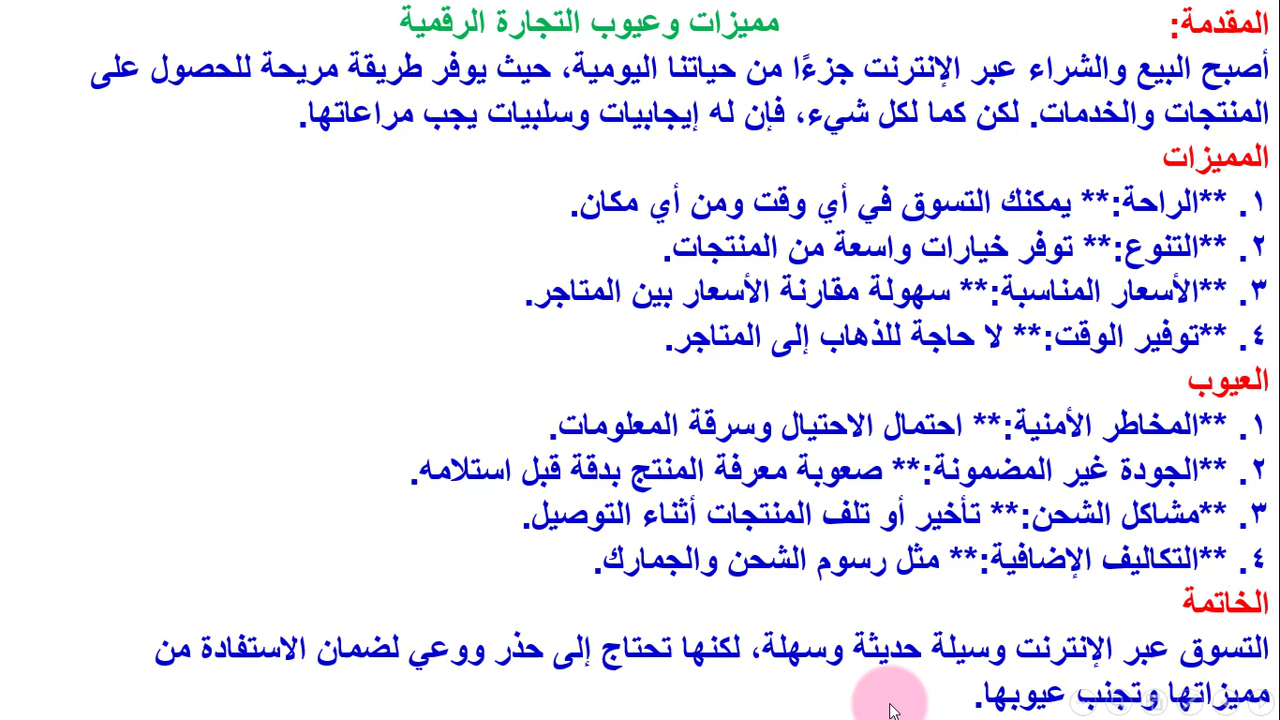 مميزات وعيوب التجارة الرقمية
المقدمة:
أصبح البيع والشراء عبر الإنترنت جزءًا من حياتنا اليومية، حيث يوفر طريقة مريحة للحصول على
المنتجات والخدمات. لكن كما لكل شيء، فإن له إيجابيات وسلبيات يجب مراعاتها.
المميزات
١. **الراحة:** يمكنك التسوق في أي وقت ومن أي مكان.
٢. **التنوع:** توفر خيارات واسعة من المنتجات.
٣. **الأسعار المناسبة:** سهولة مقارنة الأسعار بين المتاجر.
٤. **توفير الوقت:** لا حاجة للذهاب إلى المتاجر.
العيوب
١. **المخاطر الأمنية:** احتمال الاحتيال وسرقة المعلومات.
٢. **الجودة غير المضمونة:** صعوبة معرفة المنتج بدقة قبل استلامه.
٣. **مشاكل الشحن:** تأخير أو تلف المنتجات أثناء التوصيل.
٤. **التكاليف الإضافية:** مثل رسوم الشحن والجمارك.
الخاتمة
التسوق عبر الإنترنت وسيلة حديثة وسهلة، لكنها تحتاج إلى حذر ووعي لضمان الاستفادة من
مميزاتها وتجنب عيوبها.